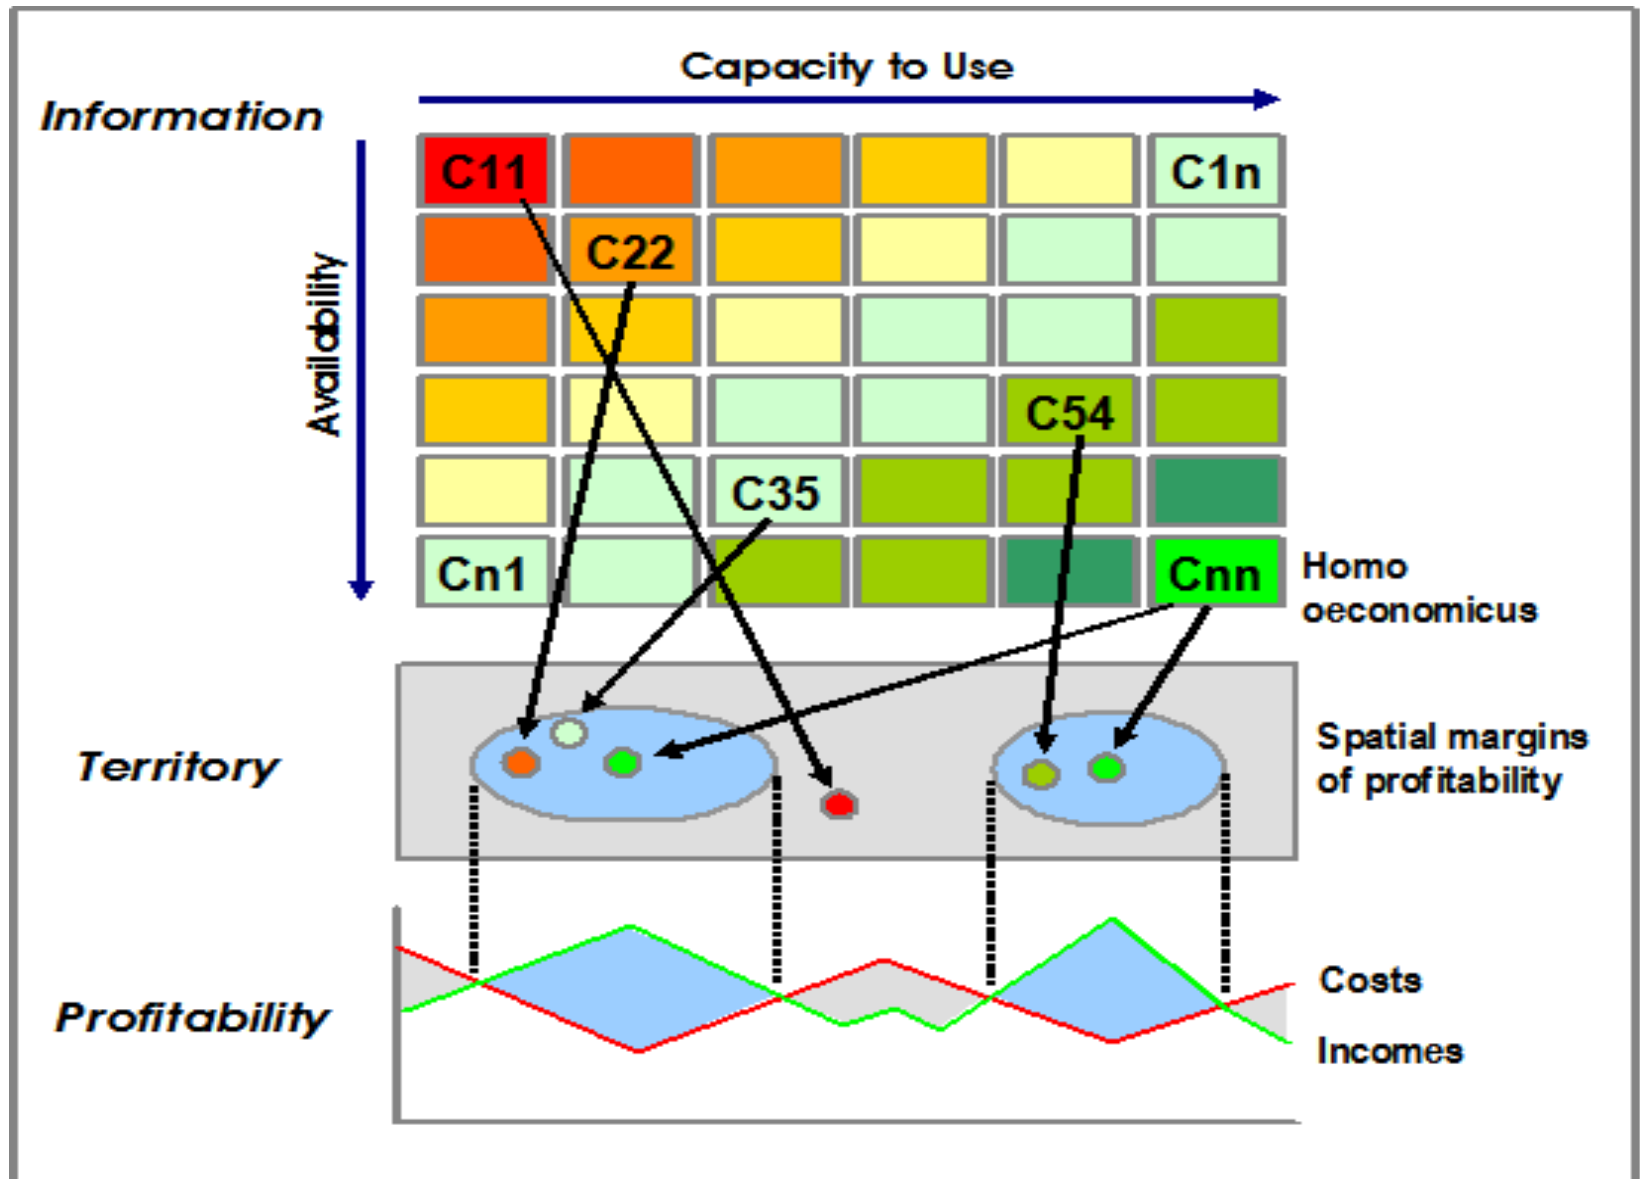 Capacity to Use
Information
Availability
C11
C1n
C22
C54
C35
Cn1
Cnn
Homo
oeconomicus
Territory
Spatial margins
of profitability
Profitability
Costs
Incomes